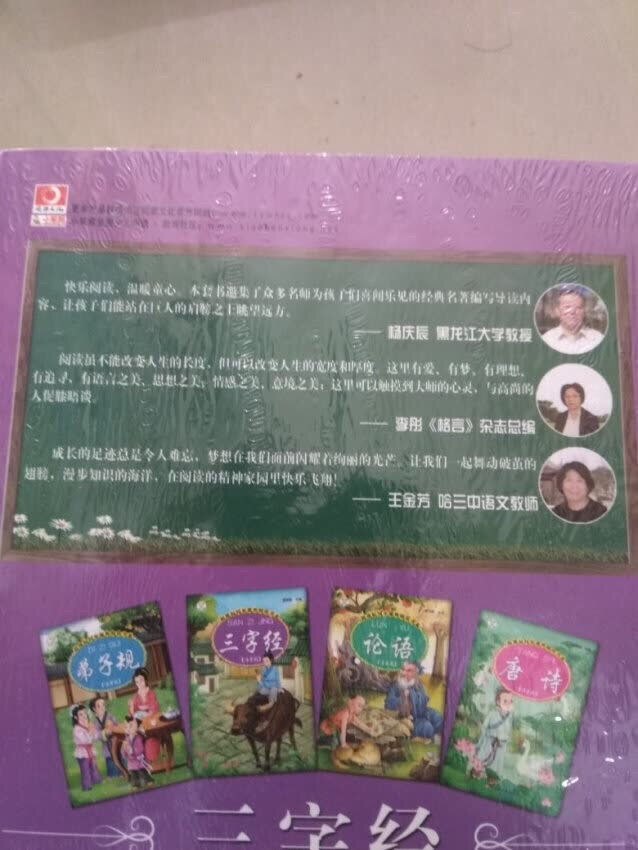 快乐阅读，温暖童心。本套书邀集了众多名师为孩子们喜闻乐见的经典名著编写导读内
容、让孩子们能站在巨人的肩膀之上眺望远方。
—— 杨庆辰 黑龙江大学教授
阅读虽不能改变人生的长度，但可以改变人生的宽度和厚度。这里有爱、有梦、有理想、
有追寻，有语言之美、思想之美、情感之美、意境之美；这里可以触摸到大师的心灵，与高尚的
人促膝晤谈。
—— 李彤《格言》杂志总编
成长的足迹总是令人难忘，梦想在我们面前闪耀着绚丽的光芒。让我们一起舞动破茧的
翅膀，漫步知识的海洋，在阅读的精神家园里快乐飞翔！
—— 王金芳 哈三中语文教师
DI ZI GUI
弟子规
SAN ZI JING
三字经
LUN YU
论语
TANG SHI
唐诗
三字经